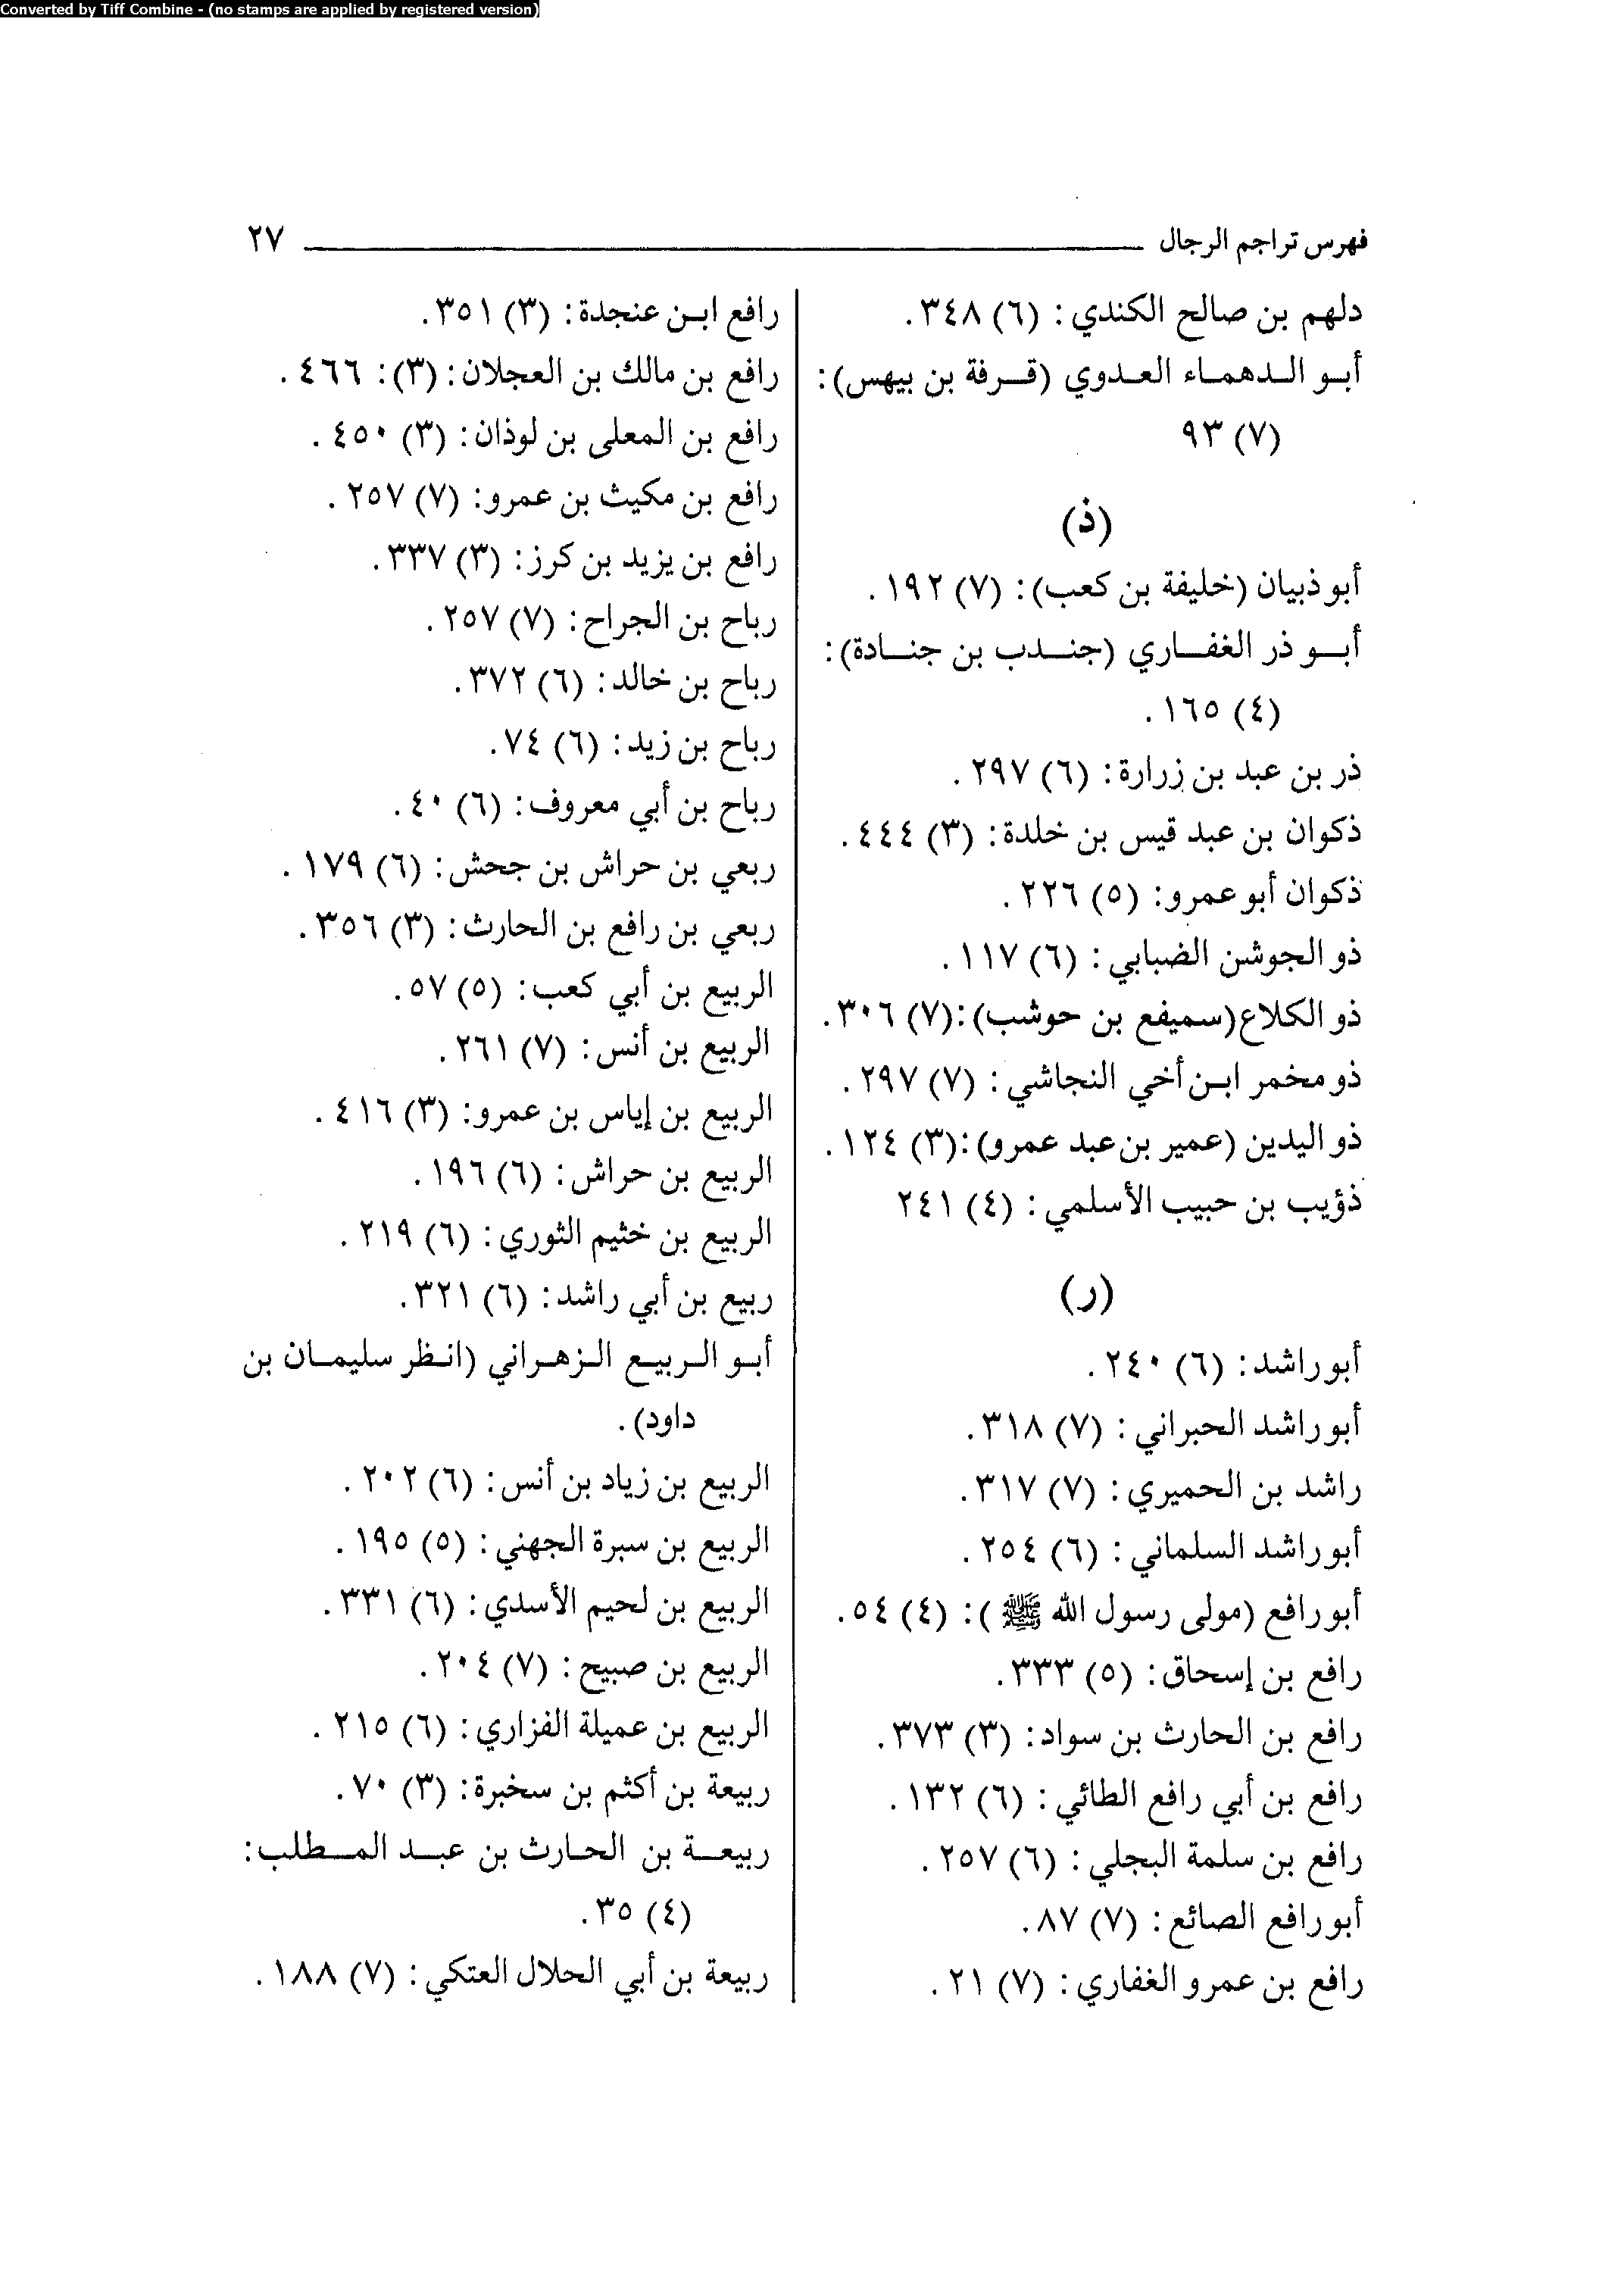 Converted by Tiff Combine - (no stamps are applied by registered version)
فهرس تراجم الرجال ٢٧
دلهم بن صالح الكندي: (٦) ٣٤٨.
أبو الدهماء العدوي (قرفة بن بيهس):
(٧) ٩٣
(ذ)
أبو ذبيان (خليفة بن كعب): (٧) ١٩٢.
أبو ذر الغفاري (جندب بن جنادة):
(٤) ١٦٥.
ذر بن عبد بن زرارة: (٦) ٢٩٧.
ذكوان بن عبد قيس بن خلدة: (٣) ٤٤٤.
ذكوان أبو عمرو: (٥) ٢٢٦.
ذو الجوشن الضبابي: (٦) ١١٧.
ذو الكلاع (سميفع بن حوشب): (٧) ٣٠٦.
ذو مخمر ابن أخي النجاشي: (٧) ٢٩٧.
ذو اليدين (عمير بن عبد عمرو): (٣) ١٢٤.
ذؤيب بن حبيب الأسلمي: (٤) ٢٤١
(ر)
أبو راشد: (٦) ٢٤٠.
أبو راشد الحبراني: (٧) ٣١٨.
راشد بن الحميري: (٧) ٣١٧.
أبو راشد السلماني: (٦) ٢٥٤.
أبو رافع (مولى رسول الله ﷺ): (٤) ٥٤.
رافع بن إسحاق: (٥) ٣٣٣.
رافع بن الحارث بن سواد: (٣) ٣٧٣.
رافع بن أبي رافع الطائي: (٦) ١٣٢.
رافع بن سلمة البجلي: (٦) ٢٥٧.
أبو رافع الصائع: (٧) ٨٧.
رافع بن عمرو الغفاري: (٧) ٢١.
رافع ابن عنجدة: (٣) ٣٥١.
رافع بن مالك بن العجلان: (٣): ٤٦٦.
رافع بن المعلى بن لوذان: (٣) ٤٥٠.
رافع بن مكيث بن عمرو: (٧) ٢٥٧.
رافع بن يزيد بن كرز: (٣) ٣٣٧.
رباح بن الجراح: (٧) ٢٥٧.
رباح بن خالد: (٦) ٣٧٢.
رباح بن زيد: (٦) ٧٤.
رباح بن أبي معروف: (٦) ٤٠.
ربعي بن حراش بن جحش: (٦) ١٧٩.
ربعي بن رافع بن الحارث: (٣) ٣٥٦.
الربيع بن أبي كعب: (٥) ٥٧.
الربيع بن أنس: (٧) ٢٦١.
الربيع بن إياس بن عمرو: (٣) ٤١٦.
الربيع بن حراش: (٦) ١٩٦.
الربيع بن خثيم الثوري: (٦) ٢١٩.
ربيع بن أبي راشد: (٦) ٣٢١.
أبو الربيع الزهراني (انظر سليمان بن
داود).
الربيع بن زياد بن أنس: (٦) ٢٠٢.
الربيع بن سبرة الجهني: (٥) ١٩٥.
الربيع بن لحيم الأسدي: (٦) ٣٣١.
الربيع بن صبيح: (٧) ٢٠٤.
الربيع بن عميلة الفزاري: (٦) ٢١٥.
ربيعة بن أكثم بن سخبرة: (٣) ٧٠.
ربيعة بن الحارث بن عبد المطلب:
(٤) ٣٥.
ربيعة بن أبي الحلال العتكي: (٧) ١٨٨.